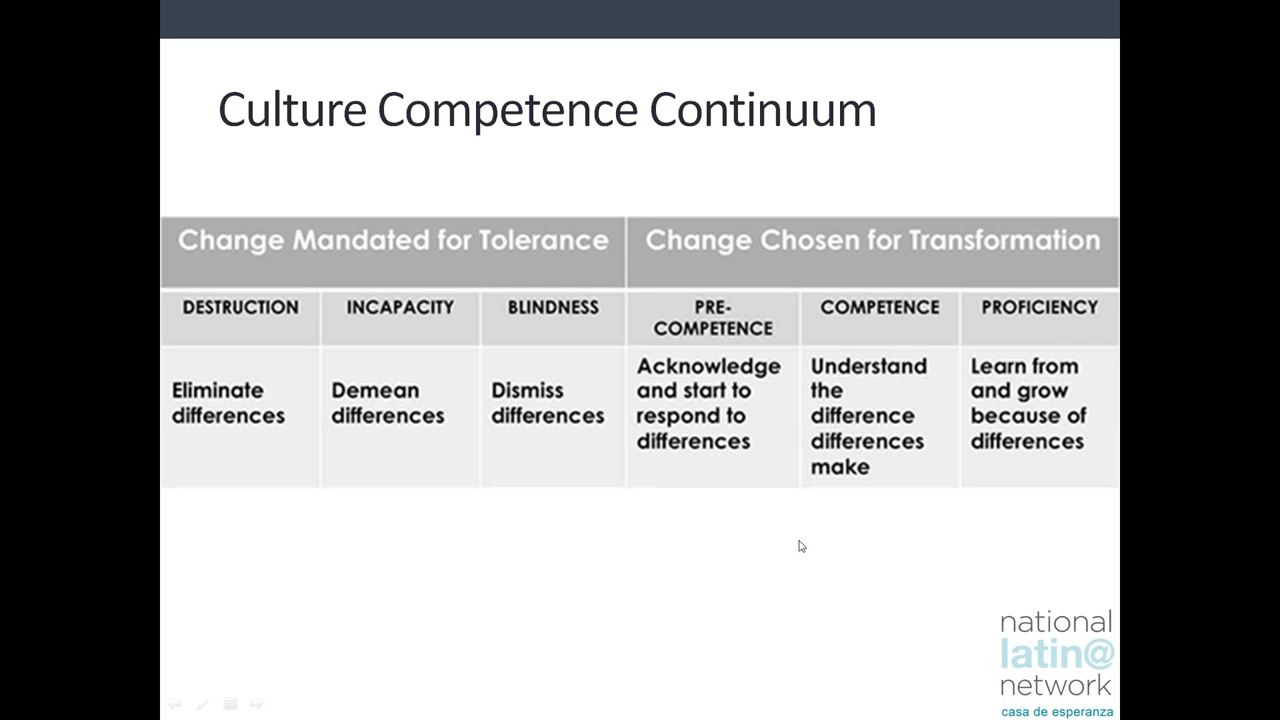 Culture Competence Continuum
Change Mandated for Tolerance
Change Chosen for Transformation
DESTRUCTION
INCAPACITY
BLINDNESS
PRE-
COMPETENCE
COMPETENCE
PROFICIENCY
Eliminate
differences
Demean
differences
Dismiss
differences
Acknowledge
and start to
respond to
differences
Understand
the
difference
differences
make
Learn from
and grow
because of
differences
national
latin@
network
casa de esperanza